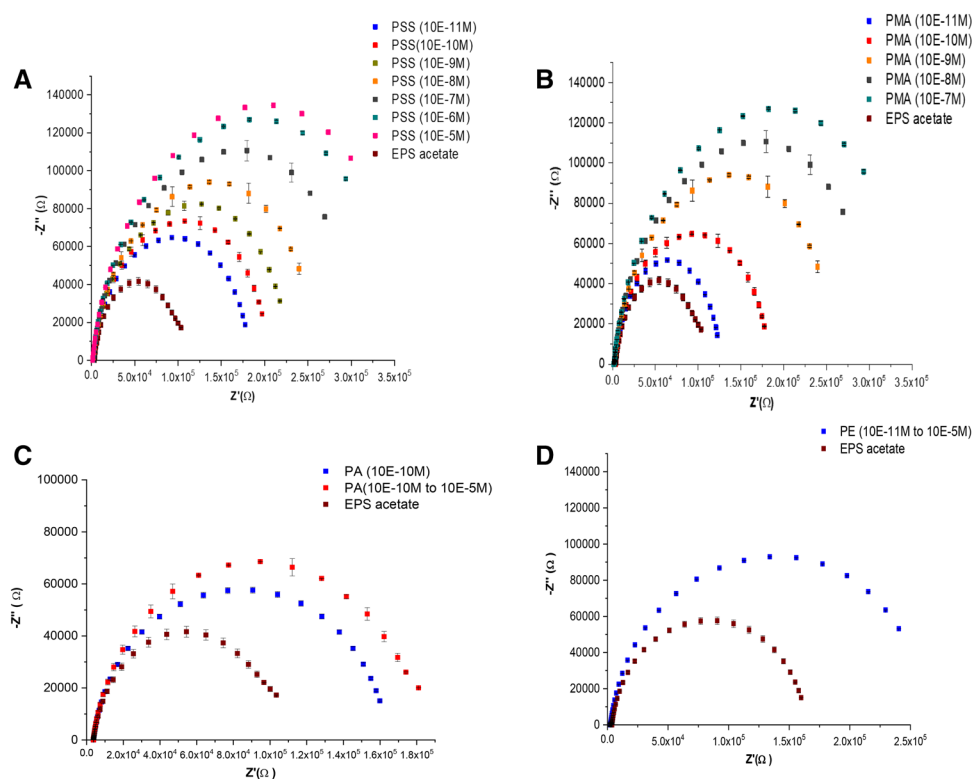 A
PSS (10E-11M)
PSS(10E-10M)
PSS (10E-9M)
PSS (10E-8M)
PSS (10E-7M)
PSS (10E-6M)
PSS (10E-5M)
EPS acetate
-Z'' (Ω)
140000
120000
100000
80000
60000
40000
20000
0
0.0 5.0x10⁴ 1.0x10⁵ 1.5x10⁵ 2.0x10⁵ 2.5x10⁵ 3.0x10⁵ 3.5x10⁵
Z'(Ω)
B
PMA (10E-11M)
PMA (10E-10M)
PMA (10E-9M)
PMA (10E-8M)
PMA (10E-7M)
EPS acetate
-Z'' (Ω)
140000
120000
100000
80000
60000
40000
20000
0
0.0 5.0x10⁴ 1.0x10⁵ 1.5x10⁵ 2.0x10⁵ 2.5x10⁵ 3.0x10⁵ 3.5x10⁵
Z'(Ω)
C
PA (10E-10M)
PA(10E-10M to 10E-5M)
EPS acetate
-Z'' (Ω)
100000
80000
60000
40000
20000
0
0.0 2.0x10⁴ 4.0x10⁴ 6.0x10⁴ 8.0x10⁴ 1.0x10⁵ 1.2x10⁵ 1.4x10⁵ 1.6x10⁵ 1.8x10⁵
Z'(Ω)
D
PE (10E-11M to 10E-5M)
EPS acetate
-Z'' (Ω)
140000
120000
100000
80000
60000
40000
20000
0
0.0 5.0x10⁴ 1.0x10⁵ 1.5x10⁵ 2.0x10⁵ 2.5x10⁵
Z'(Ω)